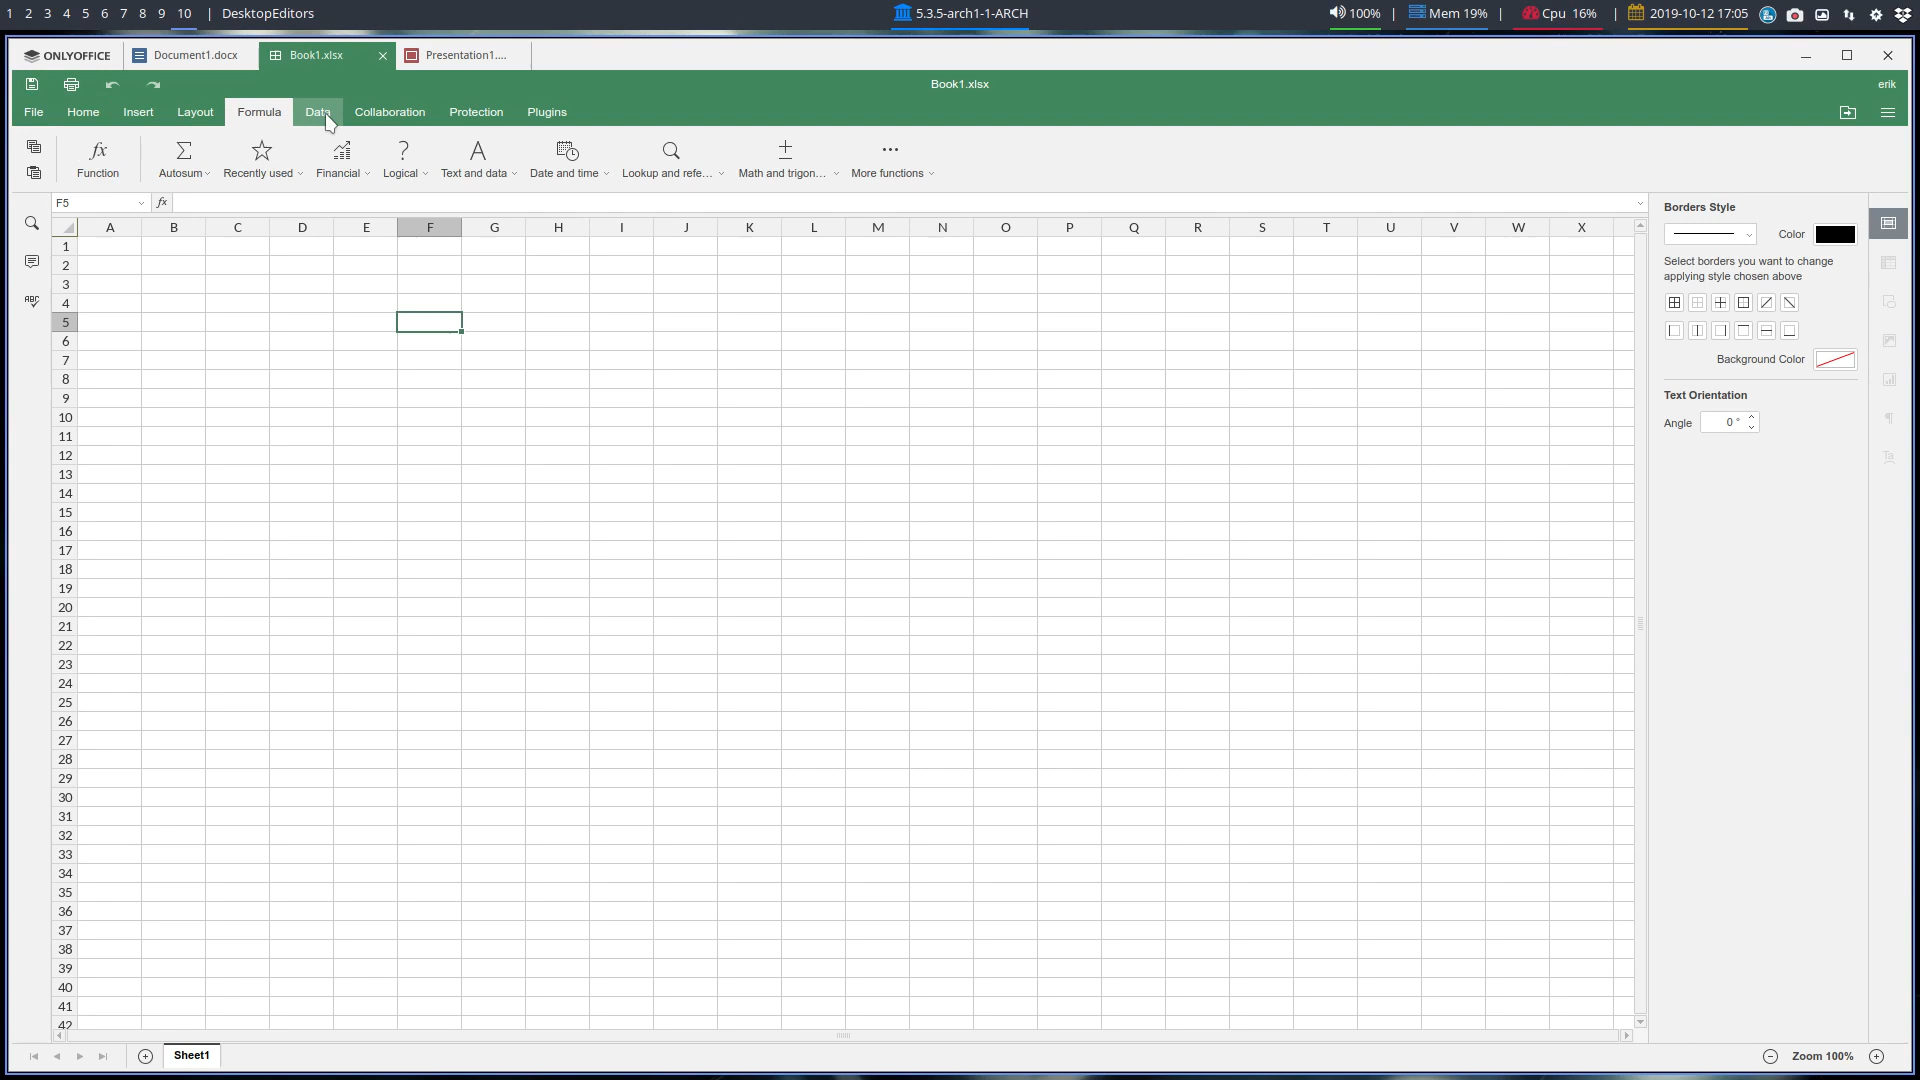 1 2 3 4 5 6 7 8 9 10 | DesktopEditors 5.3.5-arch1-1-ARCH 100% | Mem 19% | Cpu 16% | 2019-10-12 17:05
ONLYOFFICE Document1.docx Book1.xlsx Presentation1....
Book1.xlsx erik
File Home Insert Layout Formula Data Collaboration Protection Plugins
Function Autosum Recently used Financial Logical Text and data Date and time Lookup and refe... Math and trigon... More functions
F5 fx
A B C D E F G H I J K L M N O P Q R S T U V W X
1
2
3
4
5
6
7
8
9
10
11
12
13
14
15
16
17
18
19
20
21
22
23
24
25
26
27
28
29
30
31
32
33
34
35
36
37
38
39
40
41
42
Borders Style
Color
Select borders you want to change
applying style chosen above
Background Color
Text Orientation
Angle 0 °
ABC
Ta
Sheet1 Zoom 100%